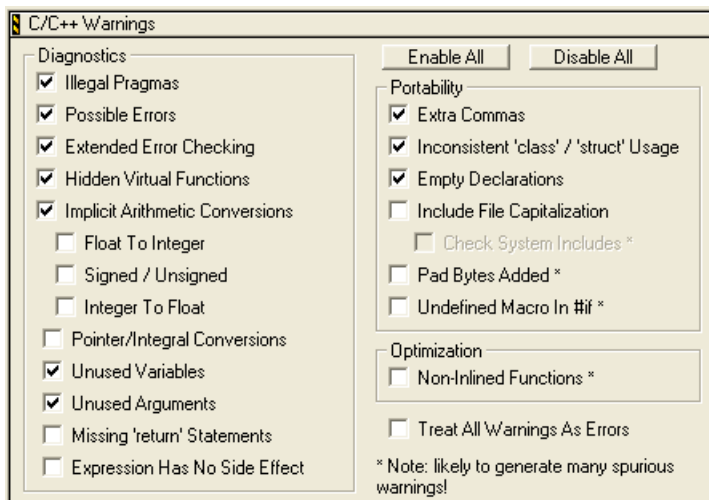 C/C++ Warnings
Diagnostics
Illegal Pragmas
Possible Errors
Extended Error Checking
Hidden Virtual Functions
Implicit Arithmetic Conversions
Float To Integer
Signed / Unsigned
Integer To Float
Pointer/Integral Conversions
Unused Variables
Unused Arguments
Missing 'return' Statements
Expression Has No Side Effect
Enable All
Disable All
Portability
Extra Commas
Inconsistent 'class' / 'struct' Usage
Empty Declarations
Include File Capitalization
Check System Includes *
Pad Bytes Added *
Undefined Macro In #if *
Optimization
Non-Inlined Functions *
Treat All Warnings As Errors
* Note: likely to generate many spurious
warnings!